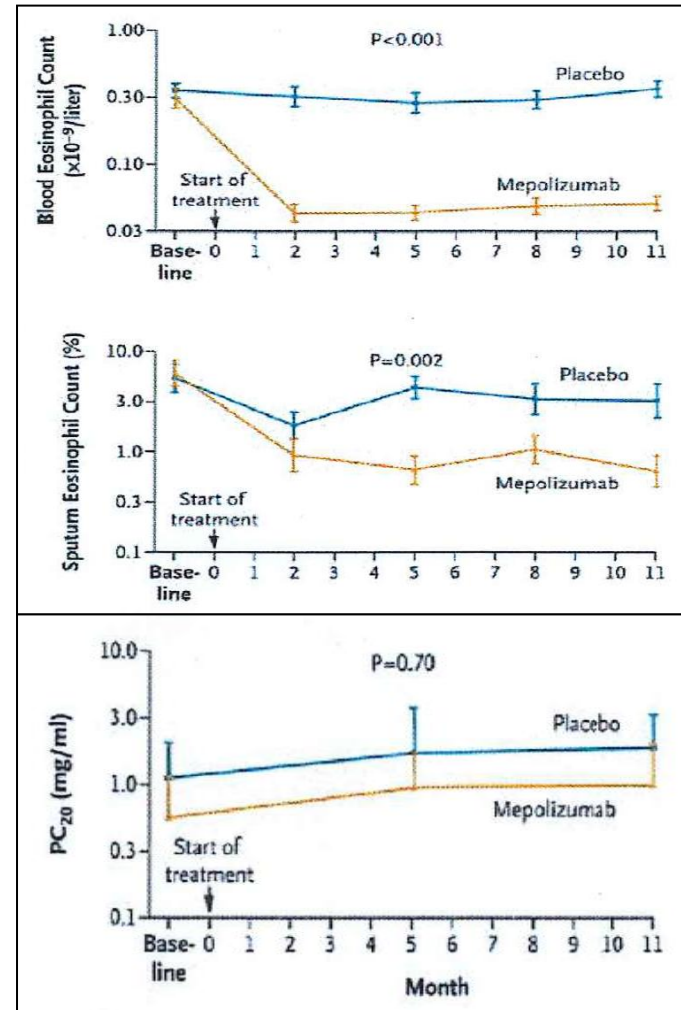 Blood Eosinophil Count
(x10⁻⁹/liter)
1.00
0.30
0.10
0.03
P<0.001
Placebo
Mepolizumab
Start of
treatment
Base-
line
0 1 2 3 4 5 6 7 8 9 10 11
Sputum Eosinophil Count (%)
10.0
3.0
1.0
0.3
0.1
P=0.002
Placebo
Mepolizumab
Start of
treatment
Base-
line
0 1 2 3 4 5 6 7 8 9 10 11
PC₂₀ (mg/ml)
10.0
3.0
1.0
0.3
0.1
P=0.70
Placebo
Mepolizumab
Start of
treatment
Base-
line
0 1 2 3 4 5 6 7 8 9 10 11
Month